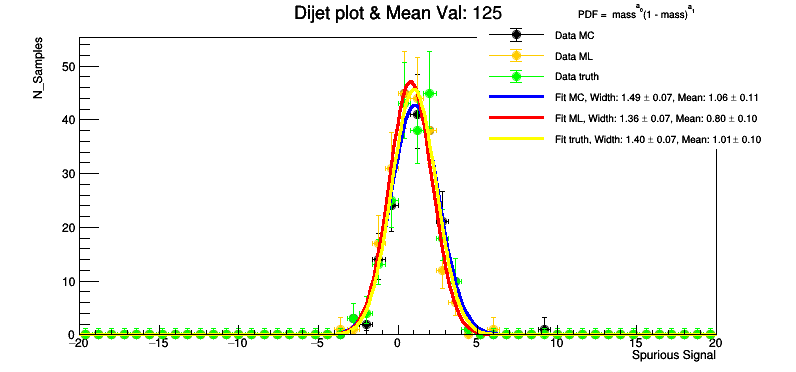 Dijet plot & Mean Val: 125
PDF = mass^a0 (1 - mass)^a1
Data MC
Data ML
Data truth
Fit MC, Width: 1.49 ± 0.07, Mean: 1.06 ± 0.11
Fit ML, Width: 1.36 ± 0.07, Mean: 0.80 ± 0.10
Fit truth, Width: 1.40 ± 0.07, Mean: 1.01 ± 0.10
N_Samples
50
40
30
20
10
0
−20 −15 −10 −5 0 5 10 15 20
Spurious Signal